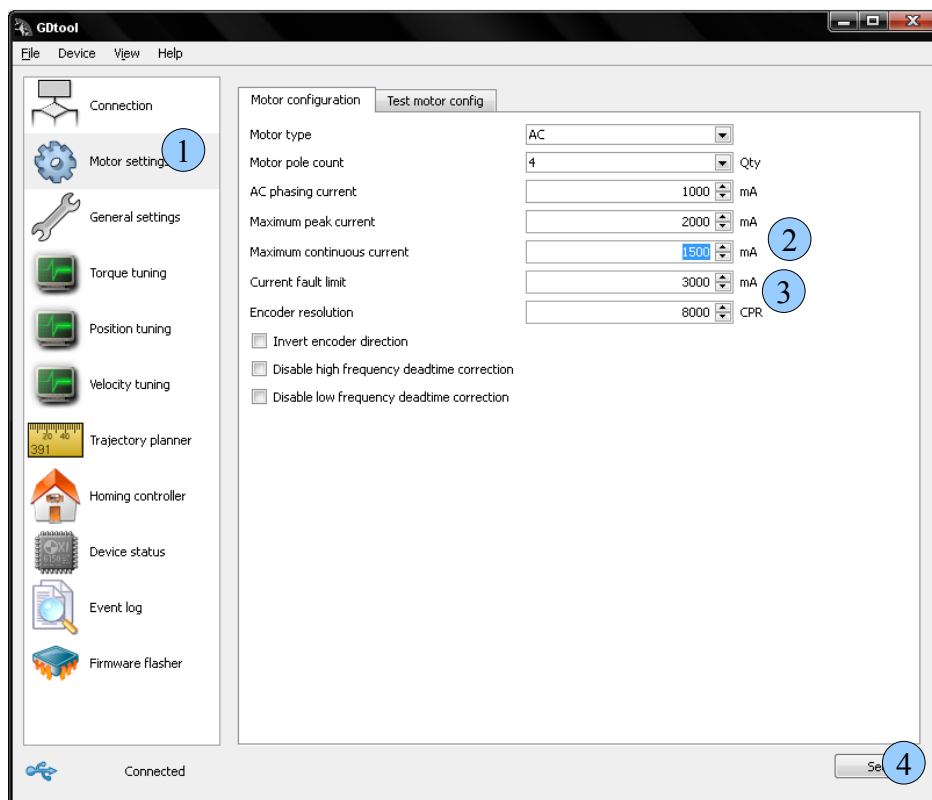 GDtool
File Device View Help
Connection
Motor settings
1
General settings
Torque tuning
Position tuning
Velocity tuning
20 40
391
Trajectory planner
Homing controller
Device status
Event log
Firmware flasher
Motor configuration Test motor config
Motor type AC
Motor pole count 4 Qty
AC phasing current 1000 mA
Maximum peak current 2000 mA
2
Maximum continuous current 1500 mA
Current fault limit 3000 mA
3
Encoder resolution 8000 CPR
Invert encoder direction
Disable high frequency deadtime correction
Disable low frequency deadtime correction
Connected
4